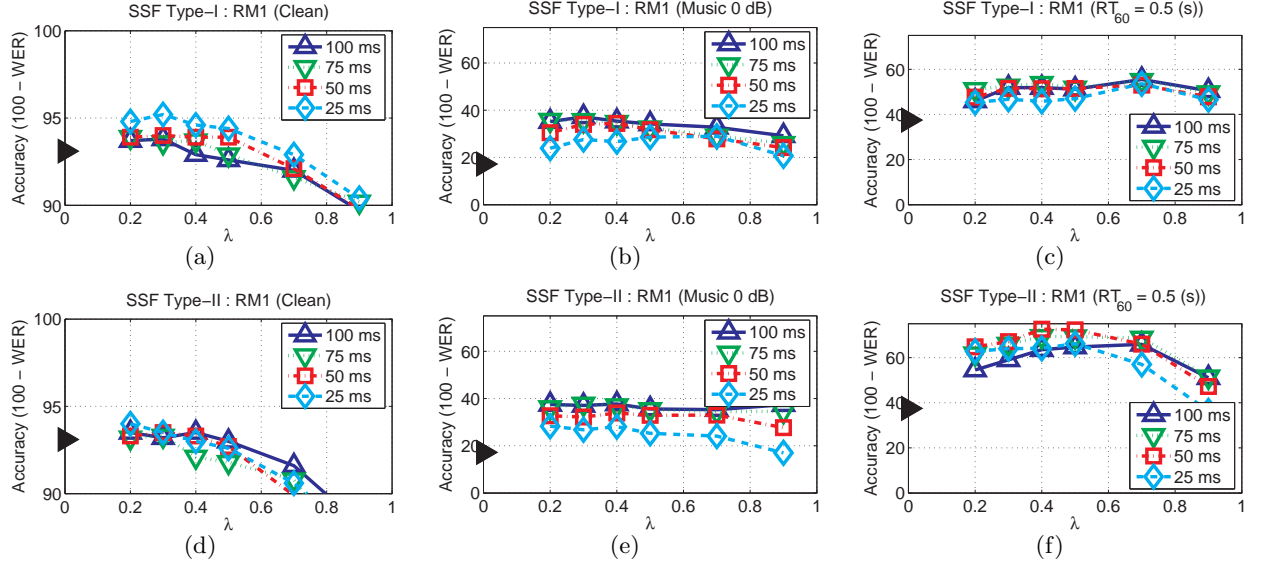 SSF Type−I : RM1 (Clean)
100
95
90
0
0.2
0.4
0.6
0.8
1
λ
Accuracy (100 − WER)
100 ms
75 ms
50 ms
25 ms
(a)
SSF Type−I : RM1 (Music 0 dB)
60
40
20
0
0
0.2
0.4
0.6
0.8
1
λ
Accuracy (100 − WER)
100 ms
75 ms
50 ms
25 ms
(b)
SSF Type−I : RM1 (RT60 = 0.5 (s))
60
40
20
0
0
0.2
0.4
0.6
0.8
1
λ
Accuracy (100 − WER)
100 ms
75 ms
50 ms
25 ms
(c)
SSF Type−II : RM1 (Clean)
100
95
90
0
0.2
0.4
0.6
0.8
1
λ
Accuracy (100 − WER)
100 ms
75 ms
50 ms
25 ms
(d)
SSF Type−II : RM1 (Music 0 dB)
60
40
20
0
0
0.2
0.4
0.6
0.8
1
λ
Accuracy (100 − WER)
100 ms
75 ms
50 ms
25 ms
(e)
SSF Type−II : RM1 (RT60 = 0.5 (s))
60
40
20
0
0
0.2
0.4
0.6
0.8
1
λ
Accuracy (100 − WER)
100 ms
75 ms
50 ms
25 ms
(f)